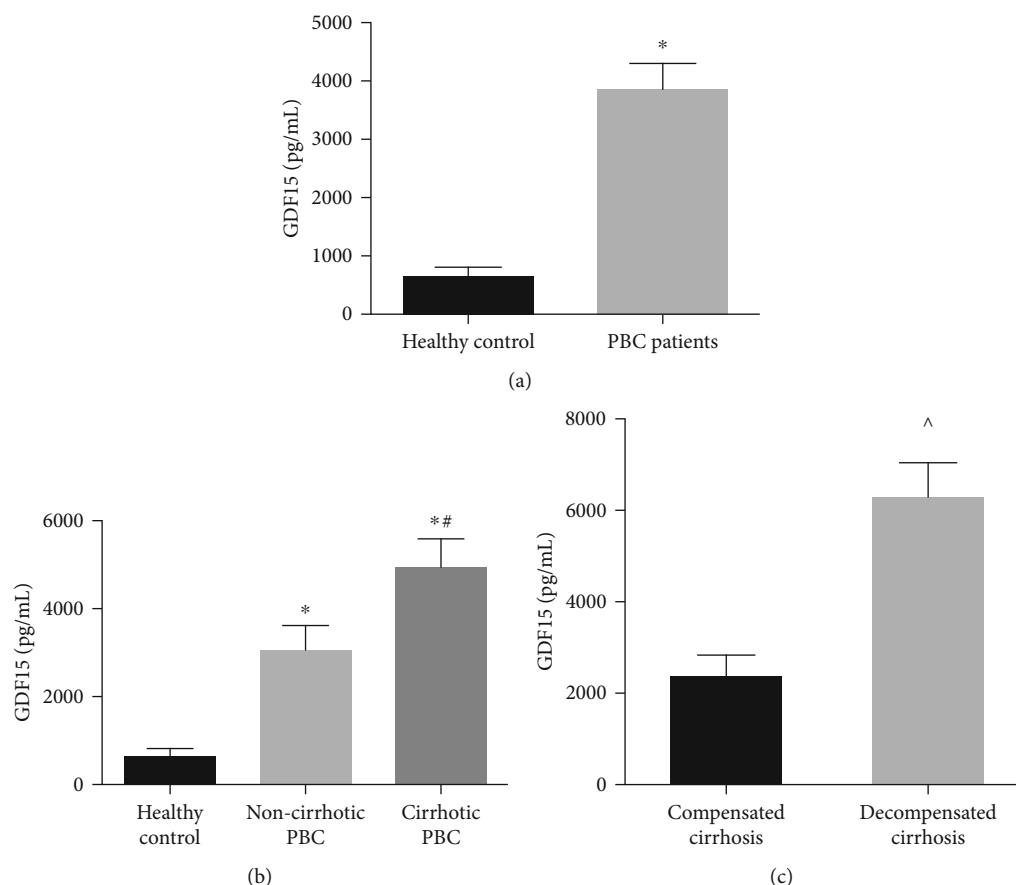 5000
4000
3000
2000
1000
0
GDF15 (pg/mL)
*
Healthy control
PBC patients
(a)
6000
4000
2000
0
GDF15 (pg/mL)
*
*#
Healthy
control
Non-cirrhotic
PBC
Cirrhotic
PBC
(b)
8000
6000
4000
2000
0
GDF15 (pg/mL)
^
Compensated
cirrhosis
Decompensated
cirrhosis
(c)